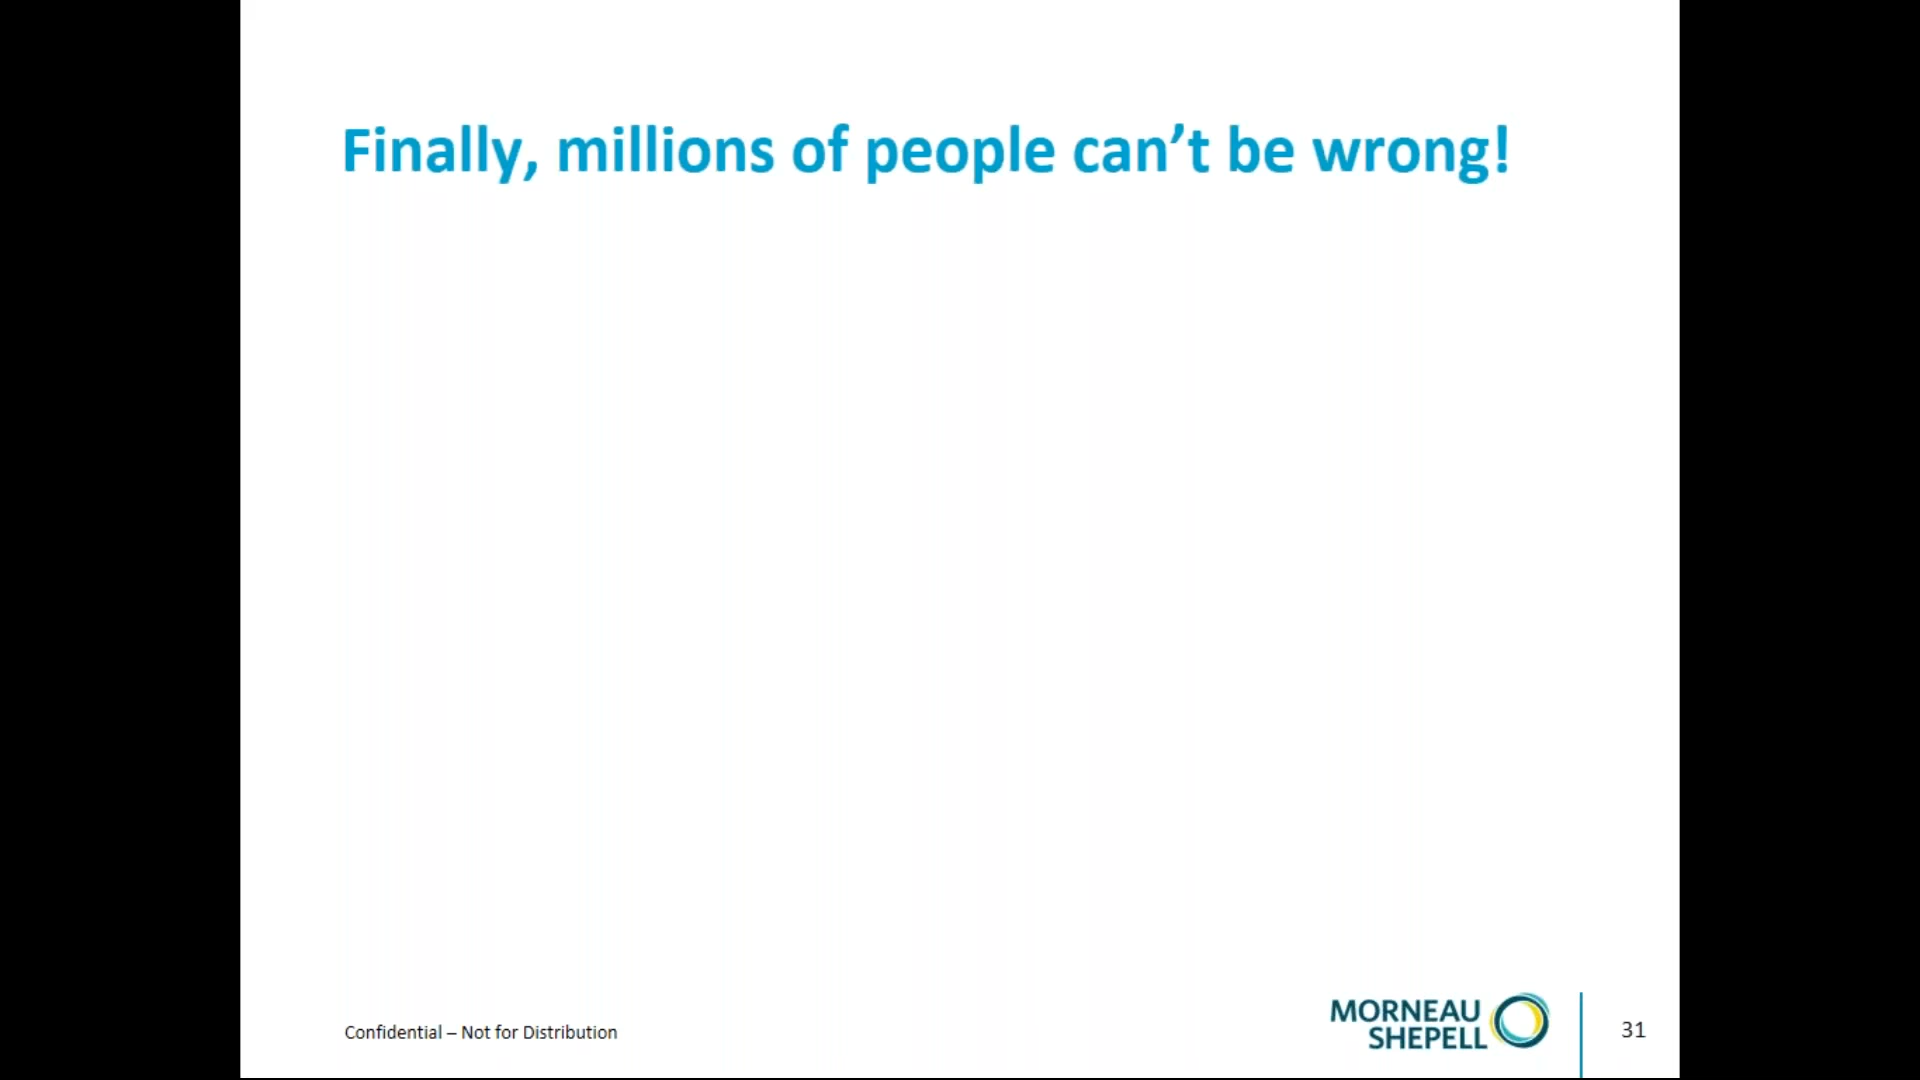 Finally, millions of people can’t be wrong!
Confidential – Not for Distribution
MORNEAU
SHEPELL
31